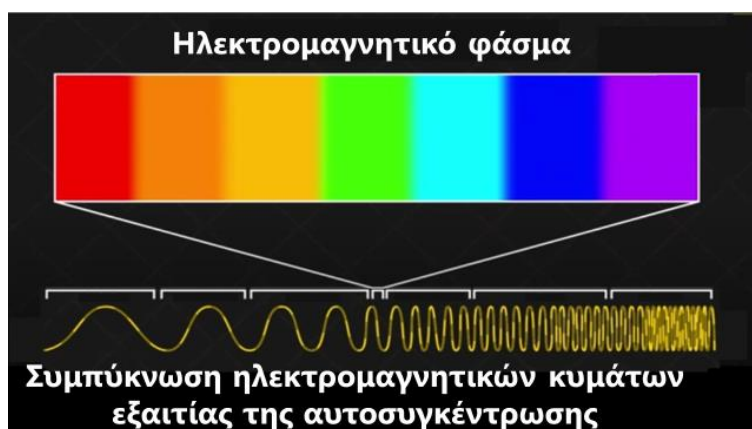 Ηλεκτρομαγνητικό φάσμα
Συμπύκνωση ηλεκτρομαγνητικών κυμάτων
εξαιτίας της αυτοσυγκέντρωσης